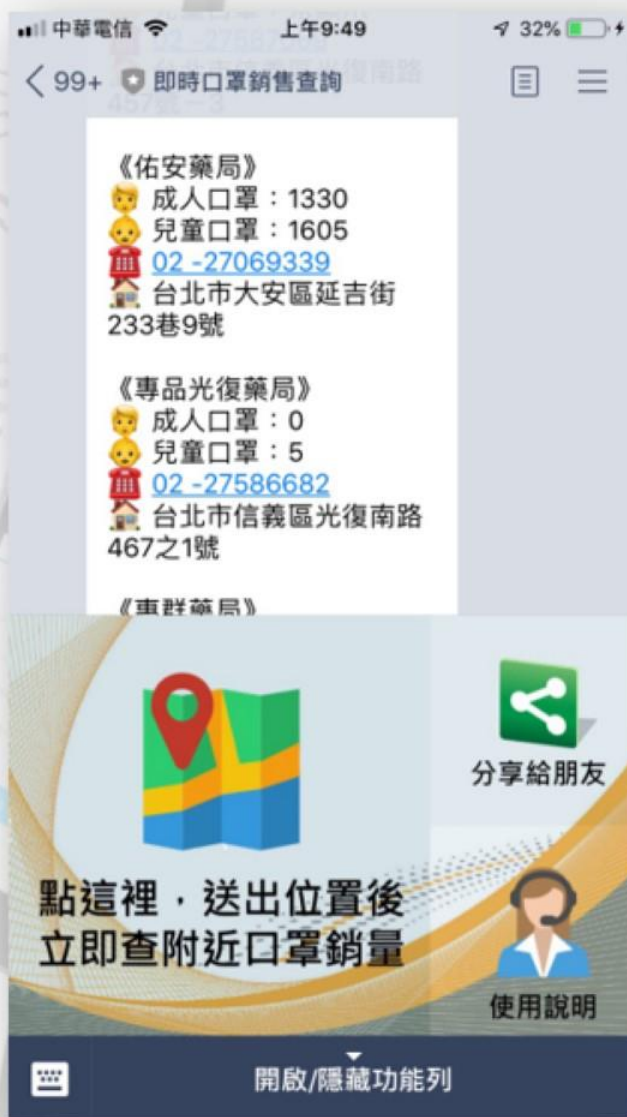 中華電信 上午9:49 32%
99+ 即時口罩銷售查詢
《佑安藥局》
成人口罩：1330
兒童口罩：1605
02 -27069339
台北市大安區延吉街
233巷9號
《專品光復藥局》
成人口罩：0
兒童口罩：5
02 -27586682
台北市信義區光復南路
467之1號
《專群藥局》
點這裡，送出位置後
立即查附近口罩銷量
分享給朋友
使用說明
開啟/隱藏功能列